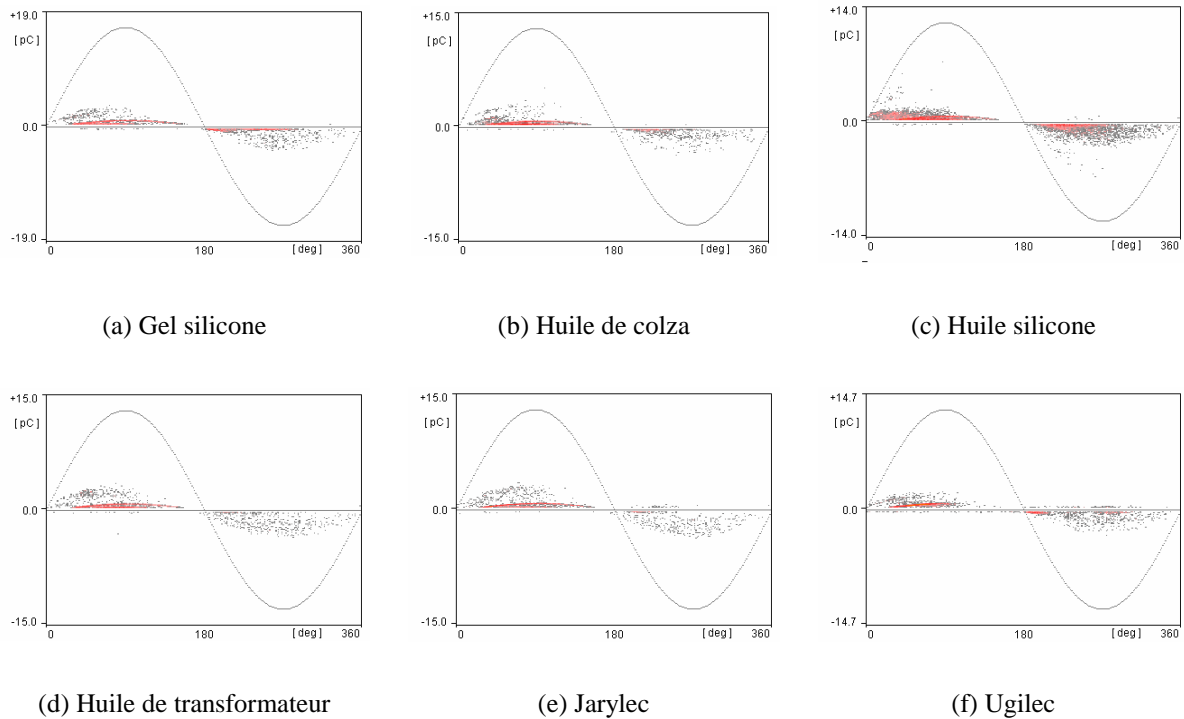 +19.0
[pC]
0.0
-19.0
0 180 [deg] 360
+15.0
[pC]
0.0
-15.0
0 180 [deg] 360
+14.0
[pC]
0.0
-14.0
0 180 [deg] 360
(a) Gel silicone
(b) Huile de colza
(c) Huile silicone
+15.0
[pC]
0.0
-15.0
0 180 [deg] 360
+15.0
[pC]
0.0
-15.0
0 180 [deg] 360
+14.7
[pC]
0.0
-14.7
0 180 [deg] 360
(d) Huile de transformateur
(e) Jarylec
(f) Ugilec